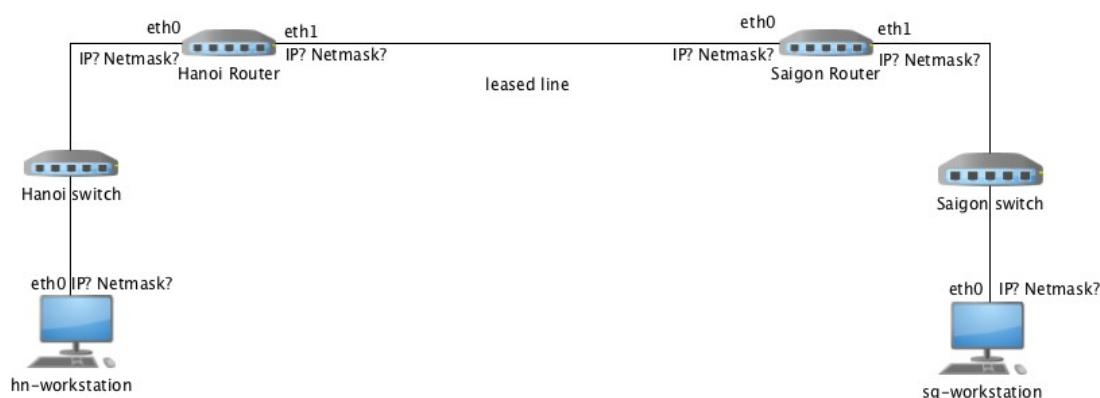 eth0
eth1
IP? Netmask?
IP? Netmask?
Hanoi Router
leased line
eth0
eth1
IP? Netmask?
IP? Netmask?
Saigon Router
Hanoi switch
Saigon switch
eth0 IP? Netmask?
eth0 IP? Netmask?
hn-workstation
sg-workstation